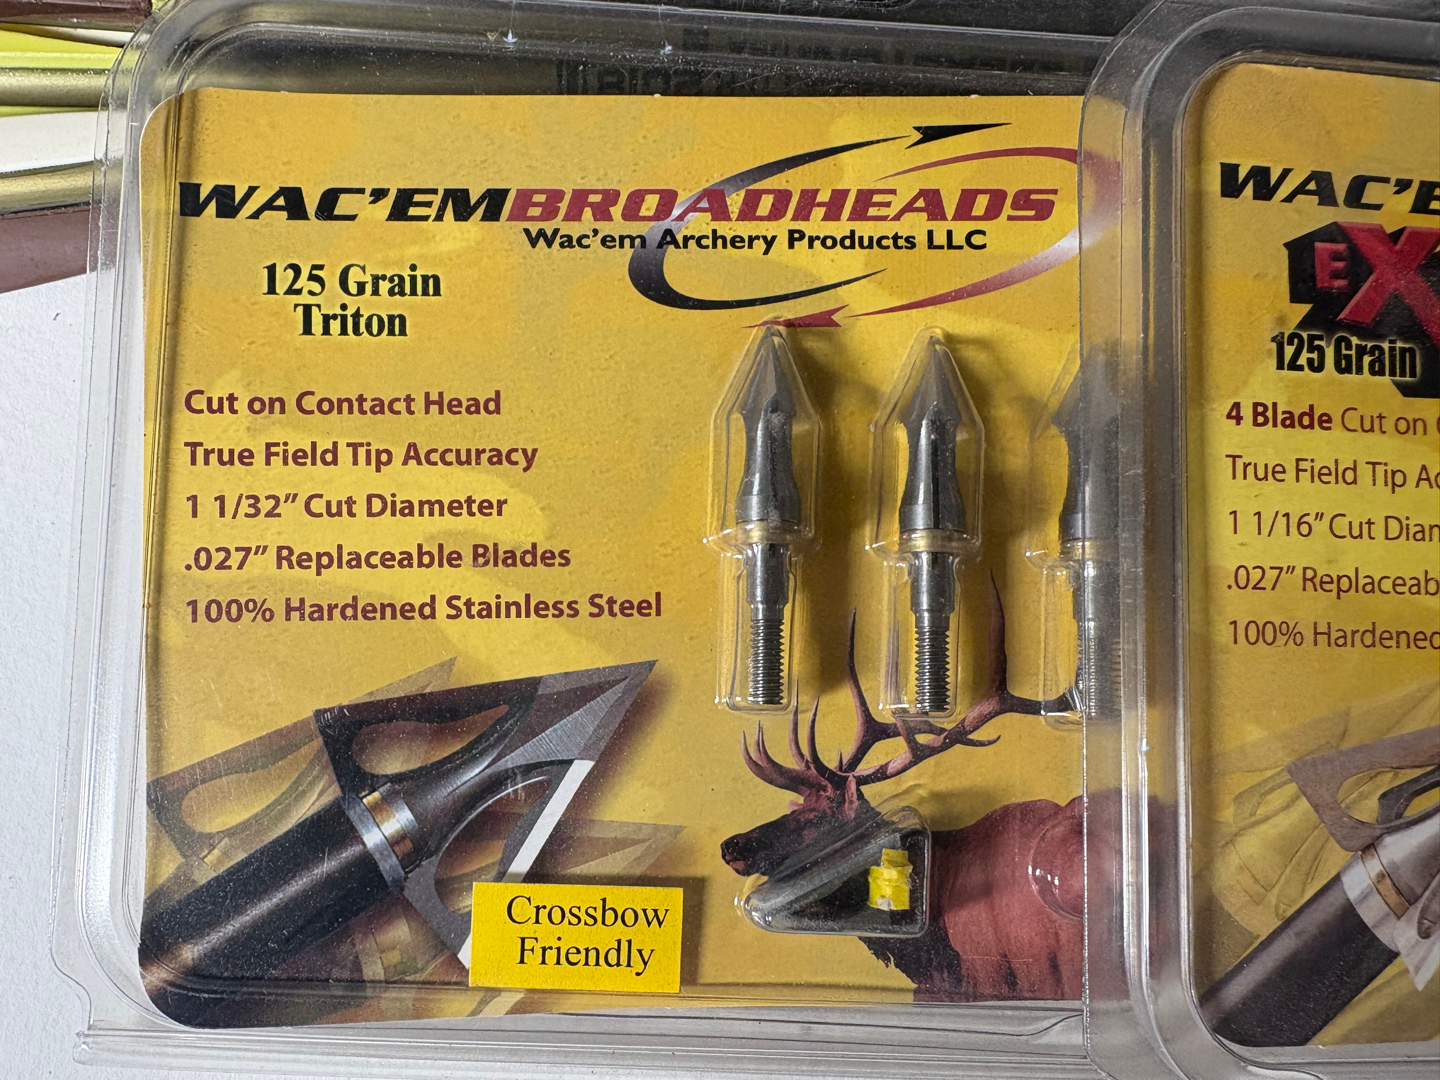 WAC'EM BROADHEADS
Wac'em Archery Products LLC
125 Grain
Triton
Cut on Contact Head
True Field Tip Accuracy
1 1/32" Cut Diameter
.027" Replaceable Blades
100% Hardened Stainless Steel
Crossbow
Friendly
WAC'E
EX
125 Grain
4 Blade Cut on
True Field Tip Ac
1 1/16" Cut Diam
.027" Replaceab
100% Hardened